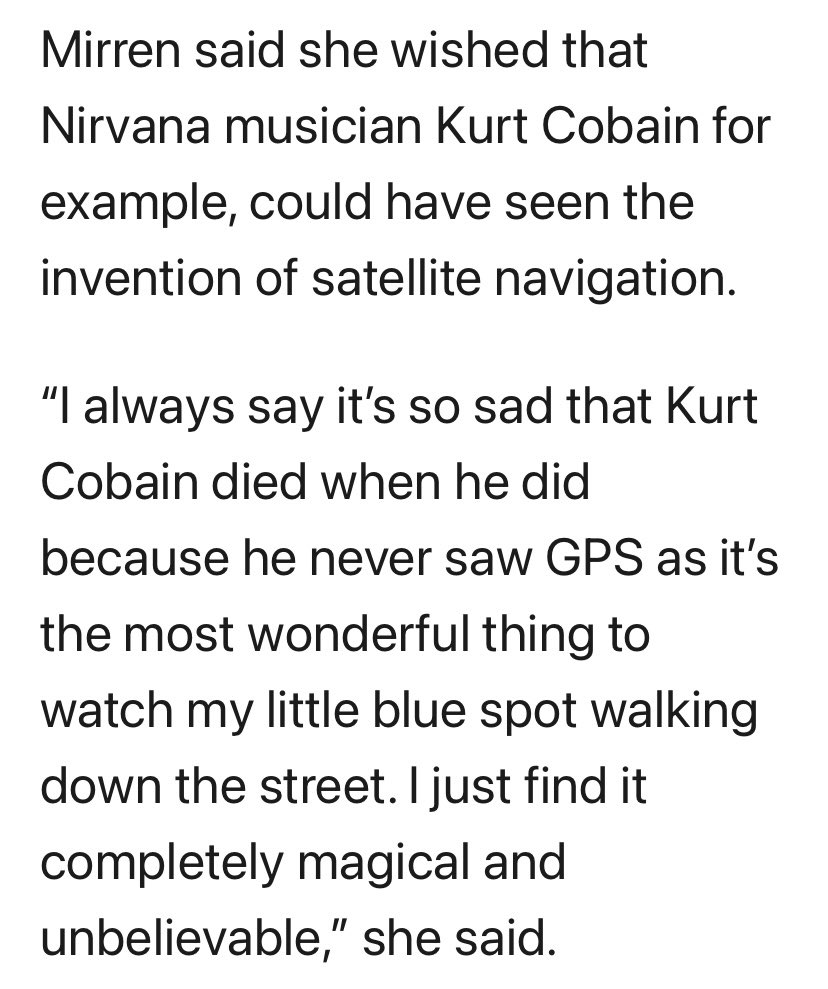 Mirren said she wished that
Nirvana musician Kurt Cobain for
example, could have seen the
invention of satellite navigation.
“I always say it’s so sad that Kurt
Cobain died when he did
because he never saw GPS as it’s
the most wonderful thing to
watch my little blue spot walking
down the street. I just find it
completely magical and
unbelievable,” she said.